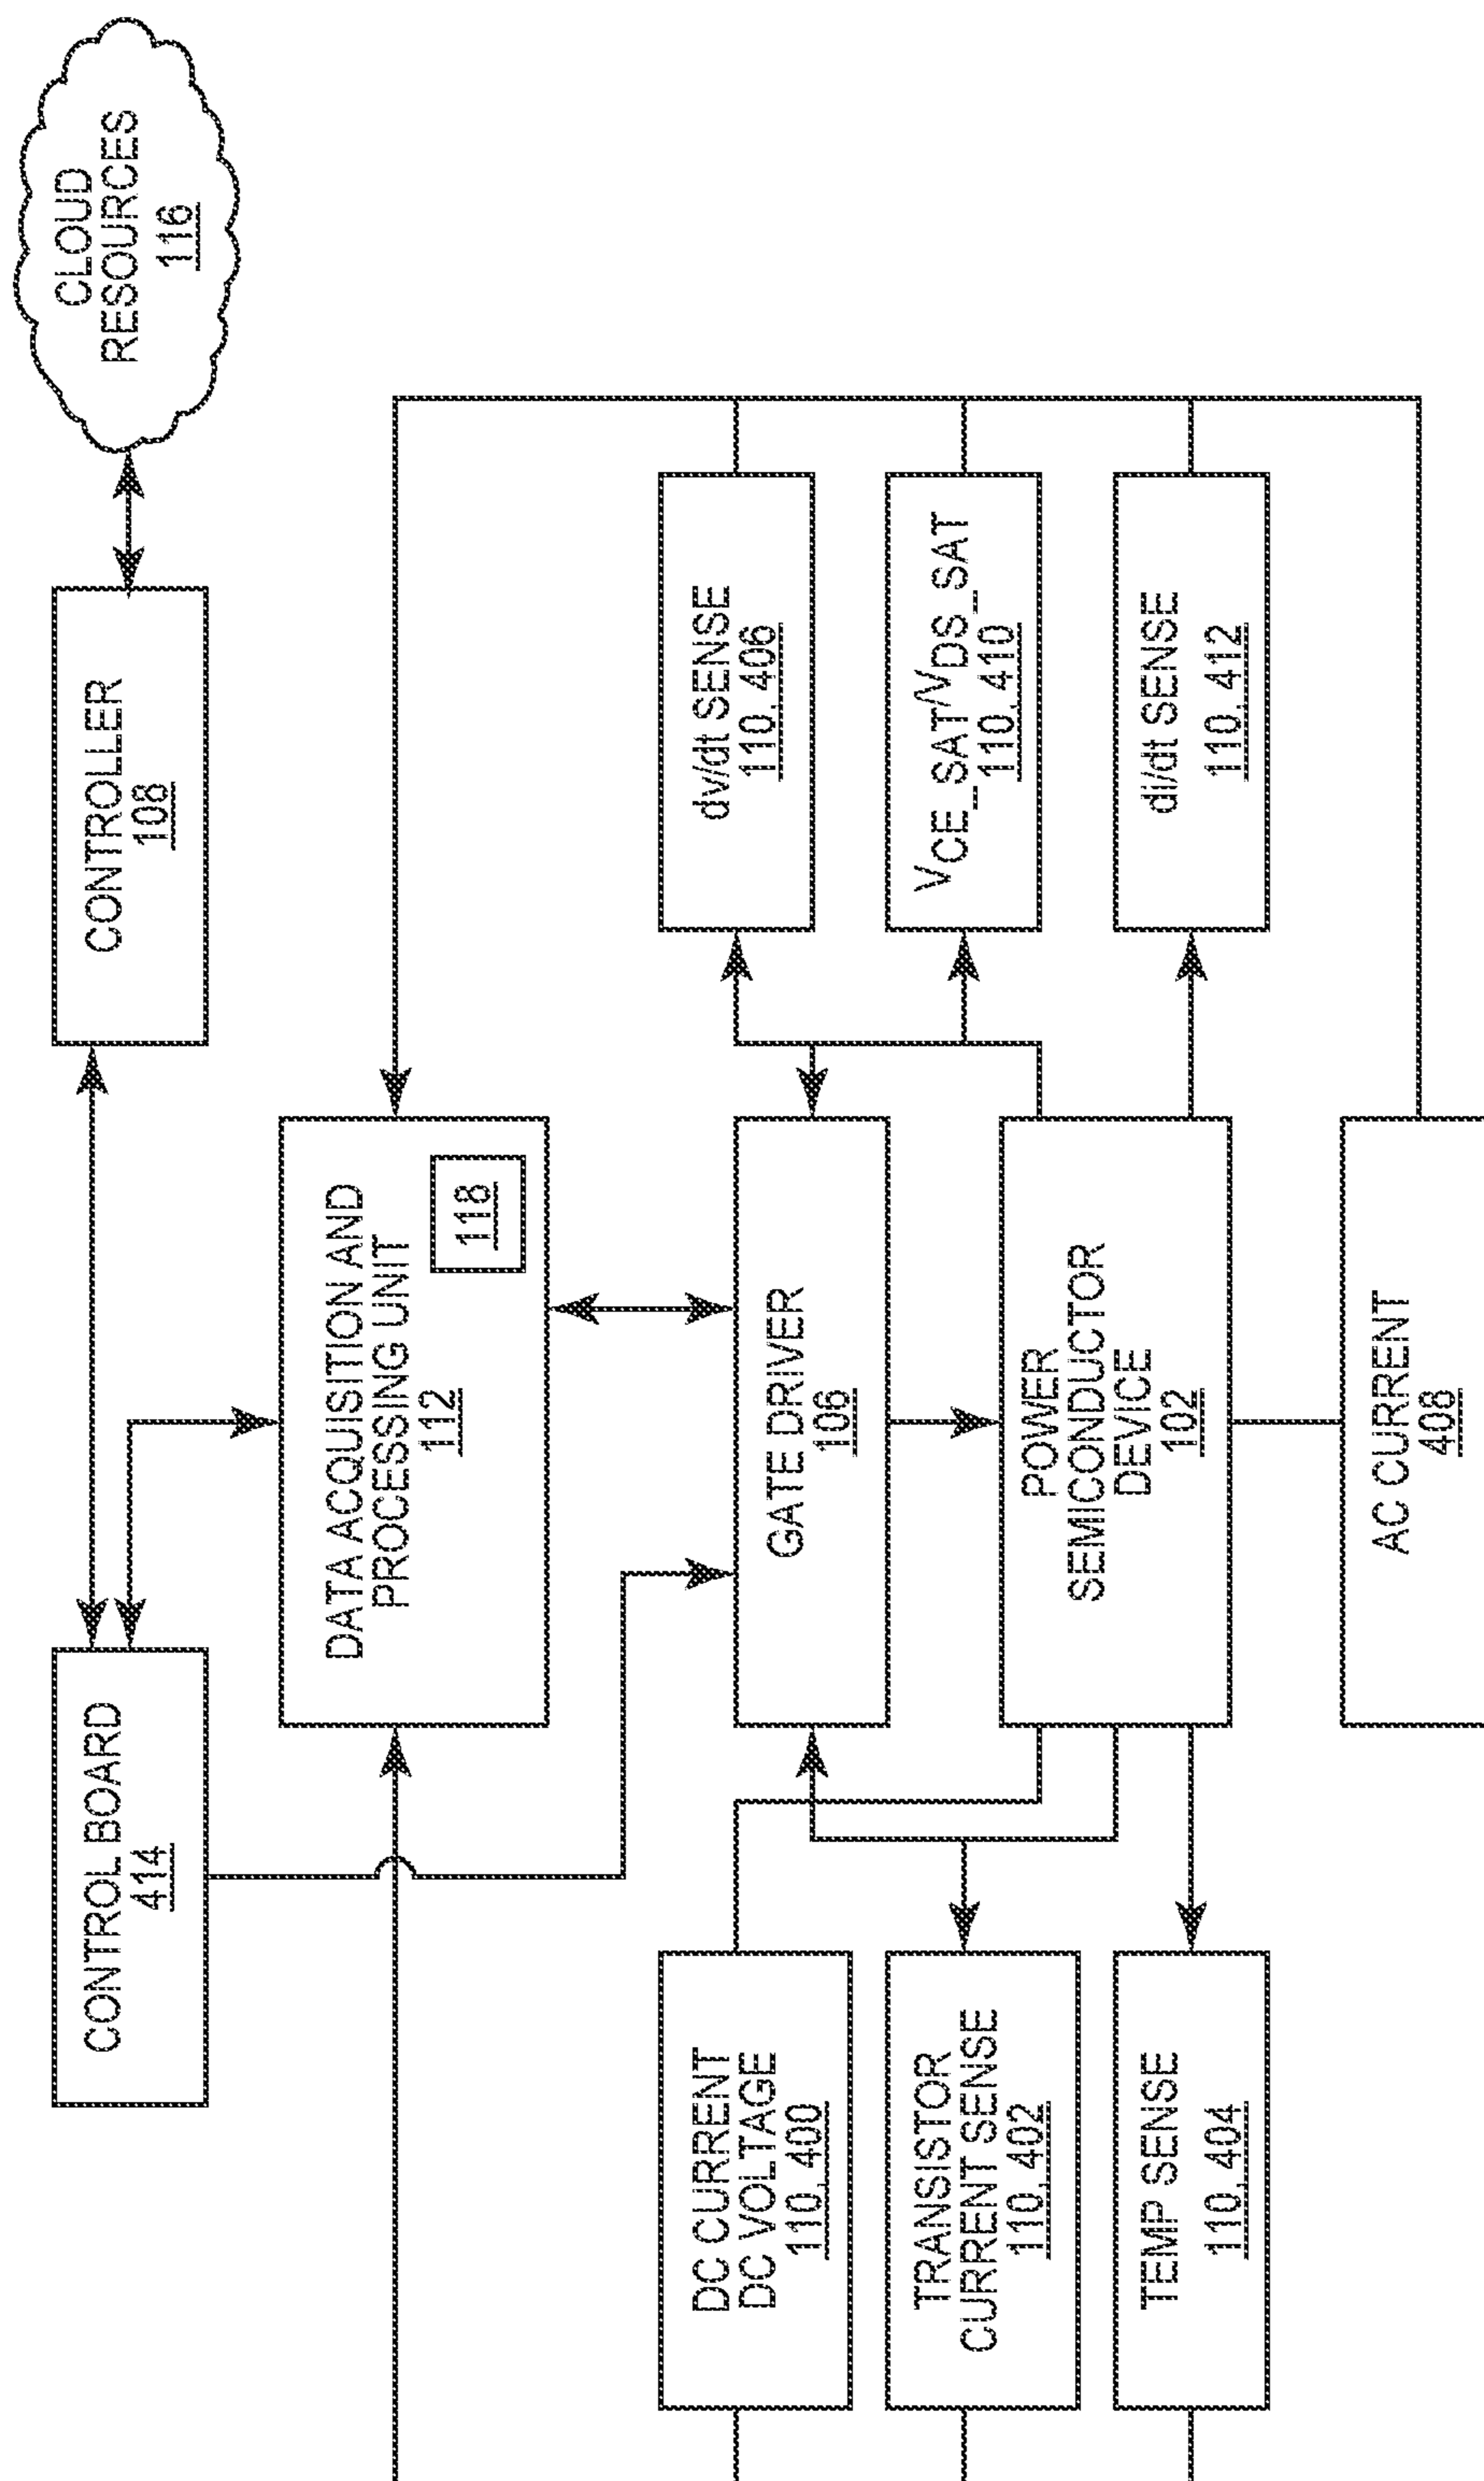 CONTROL BOARD
414
CONTROLLER
108
CLOUD
RESOURCES
116
DATA ACQUISITION AND
PROCESSING UNIT
112
118
DC CURRENT
DC VOLTAGE
110, 400
GATE DRIVER
106
dv/dt SENSE
110, 406
TRANSISTOR
CURRENT SENSE
110, 402
POWER
SEMICONDUCTOR
DEVICE
102
VCE_SAT/VDS_SAT
110, 410
TEMP SENSE
110, 404
di/dt SENSE
110, 412
AC CURRENT
408